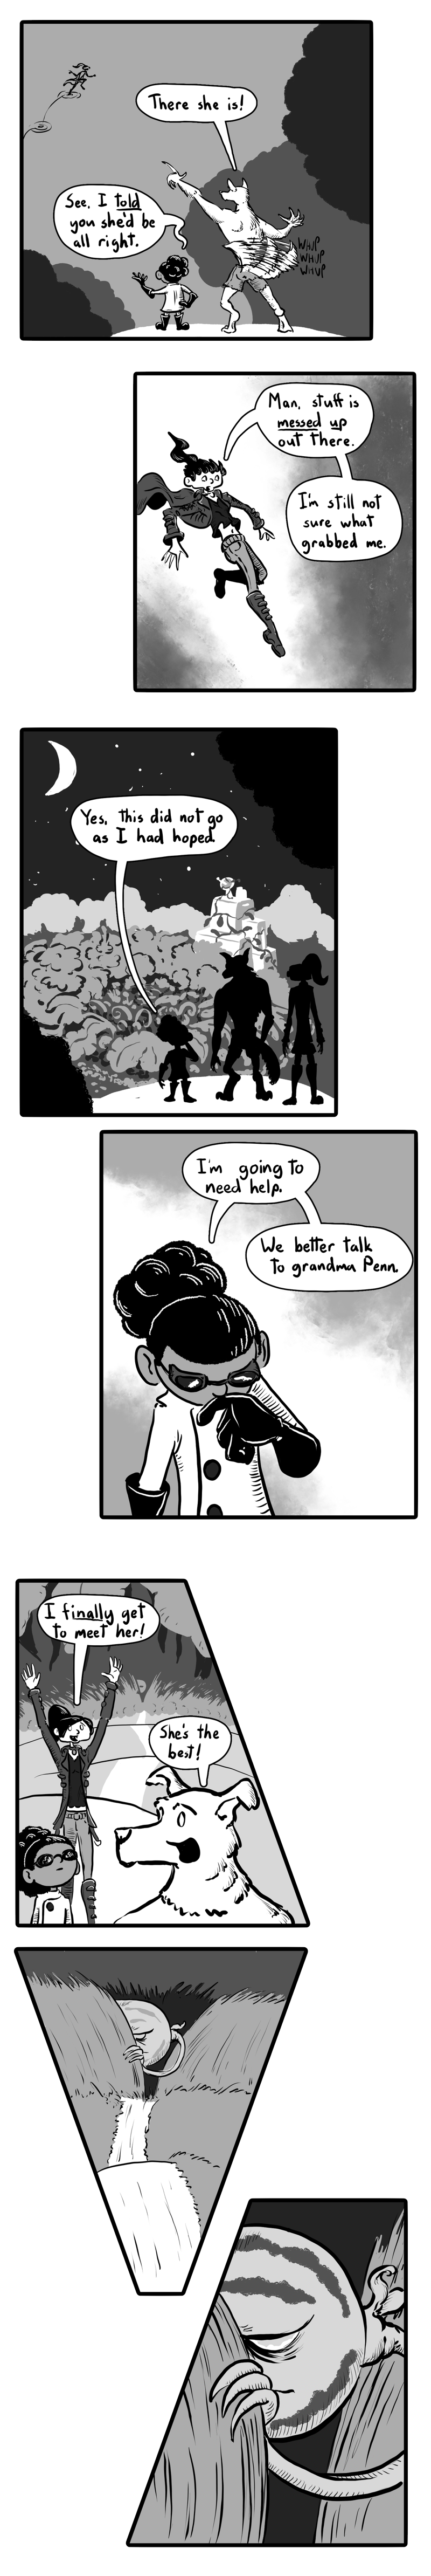 There she is!
See, I told
you she'd be
all right.
WHUP
WHUP
WHUP
Man, stuff is
messed up
out there.
I'm still not
sure what
grabbed me.
Yes, this did not go
as I had hoped
I'm going to
need help.
We better talk
to grandma Penn.
I finally get
to meet her!
She's the
best!